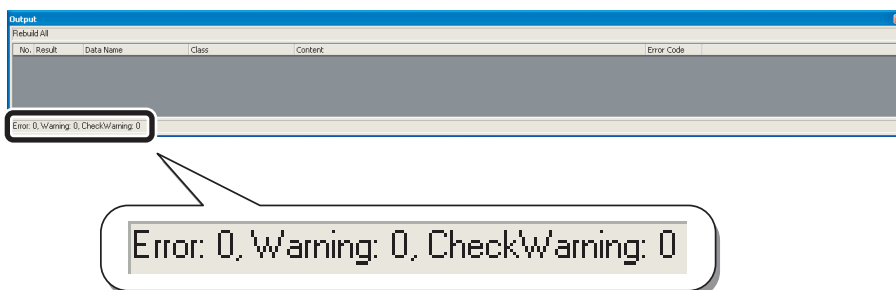 Output
Rebuild All
No. Result Data Name Class Content Error Code
Error: 0, Warning: 0, CheckWarning: 0
Error: 0, Warning: 0, CheckWarning: 0